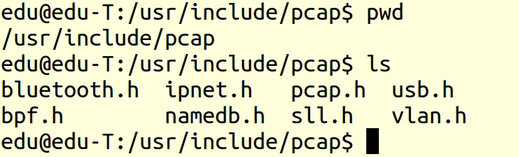 edu@edu-T:/usr/include/pcap$ pwd
/usr/include/pcap
edu@edu-T:/usr/include/pcap$ ls
bluetooth.h  ipnet.h   pcap.h  usb.h
bpf.h        namedb.h  sll.h   vlan.h
edu@edu-T:/usr/include/pcap$